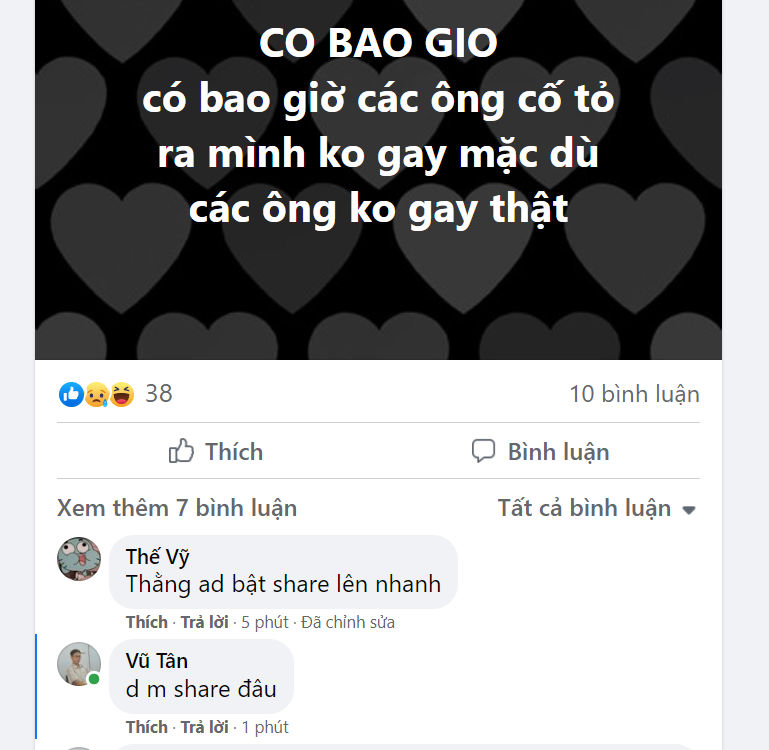 CO BAO GIO
có bao giờ các ông cố tỏ
ra mình ko gay mặc dù
các ông ko gay thật
38
10 bình luận
Thích
Bình luận
Xem thêm 7 bình luận
Tất cả bình luận
Thế Vỹ
Thằng ad bật share lên nhanh
Thích · Trả lời · 5 phút · Đã chỉnh sửa
Vũ Tân
d m share đâu
Thích · Trả lời · 1 phút